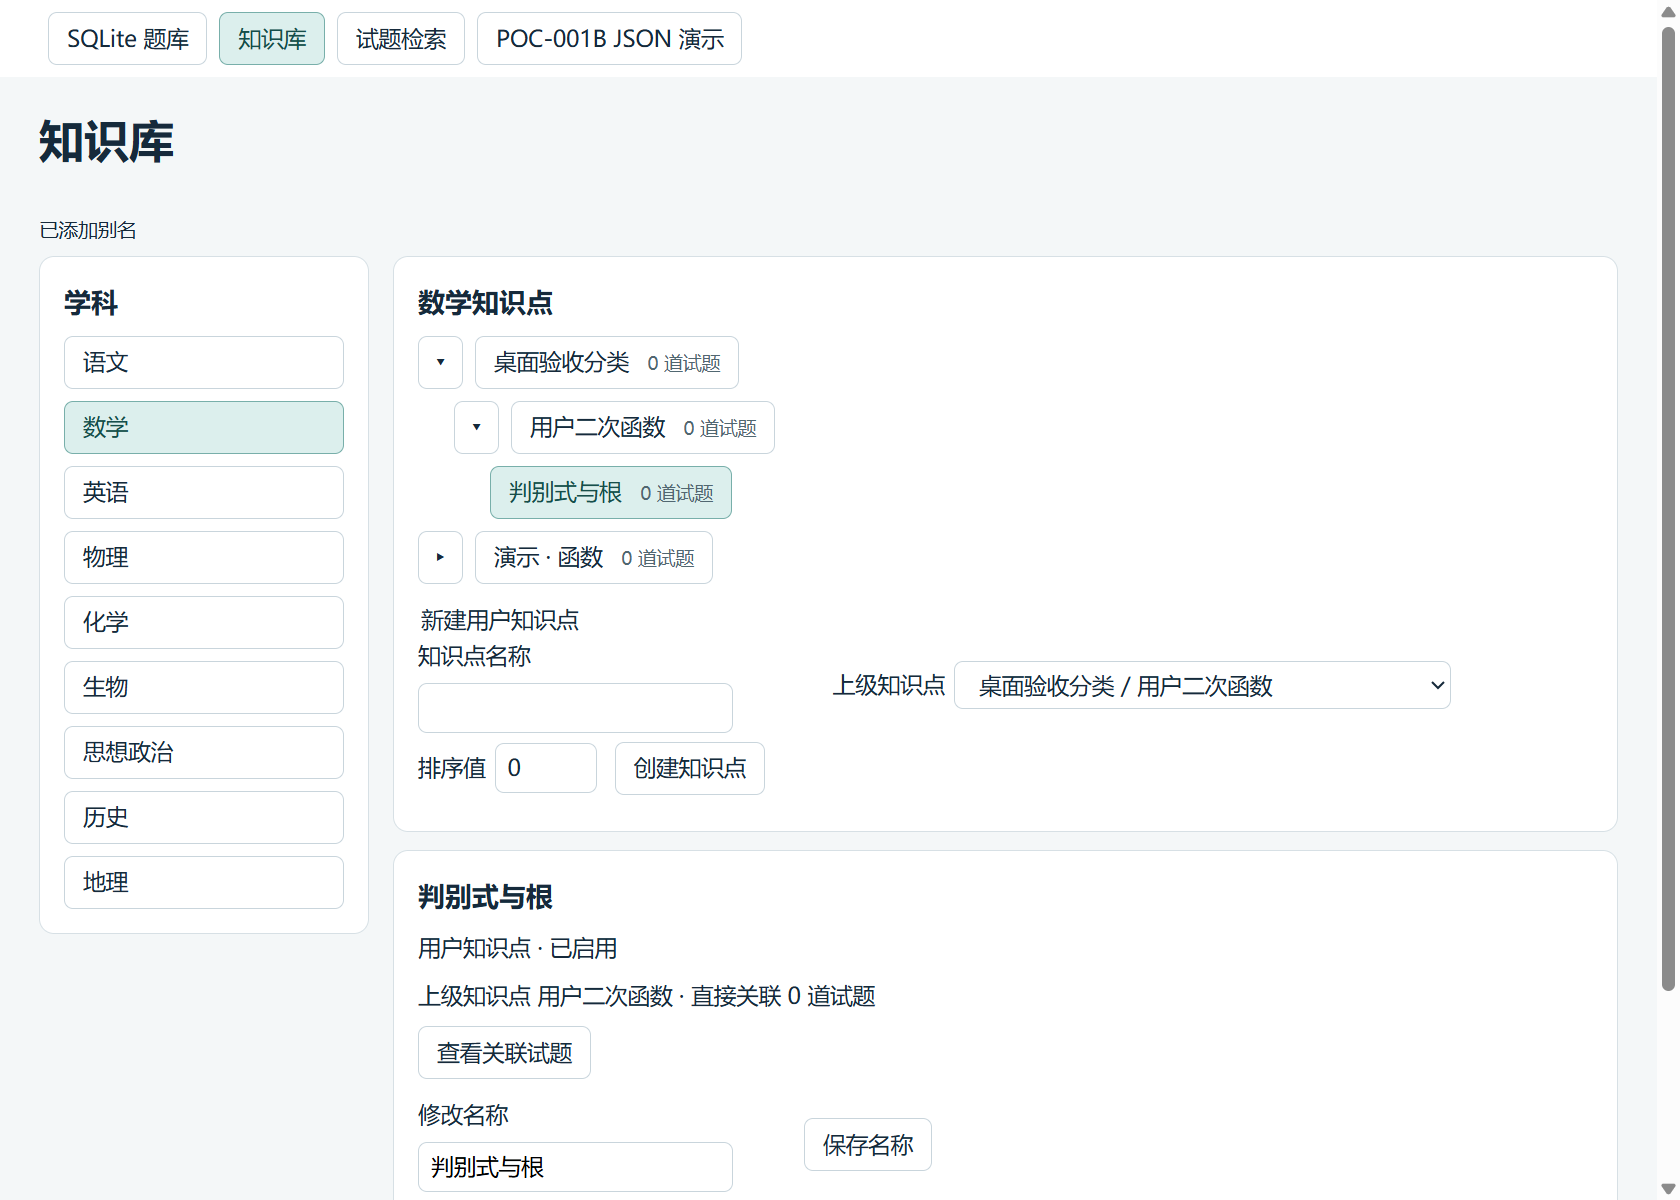 SQLite 题库 知识库 试题检索 POC-001B JSON 演示
知识库
已添加别名
学科
语文
数学
英语
物理
化学
生物
思想政治
历史
地理
数学知识点
桌面验收分类 0 道试题
用户二次函数 0 道试题
判别式与根 0 道试题
演示 · 函数 0 道试题
新建用户知识点
知识点名称
上级知识点 桌面验收分类 / 用户二次函数
排序值 0 创建知识点
判别式与根
用户知识点 · 已启用
上级知识点 用户二次函数 · 直接关联 0 道试题
查看关联试题
修改名称
判别式与根 保存名称